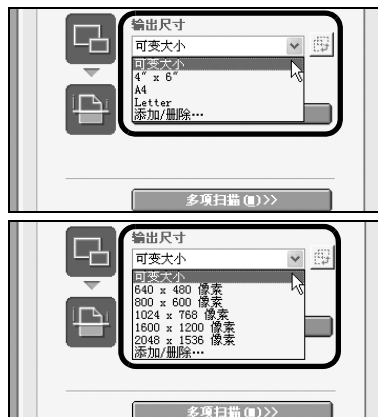 输出尺寸
可变大小
可变大小
4" x 6"
A4
Letter
添加/删除…
多项扫描(M)>>
输出尺寸
可变大小
可变大小
640 x 480 像素
800 x 600 像素
1024 x 768 像素
1600 x 1200 像素
2048 x 1536 像素
添加/删除…
多项扫描(M)>>